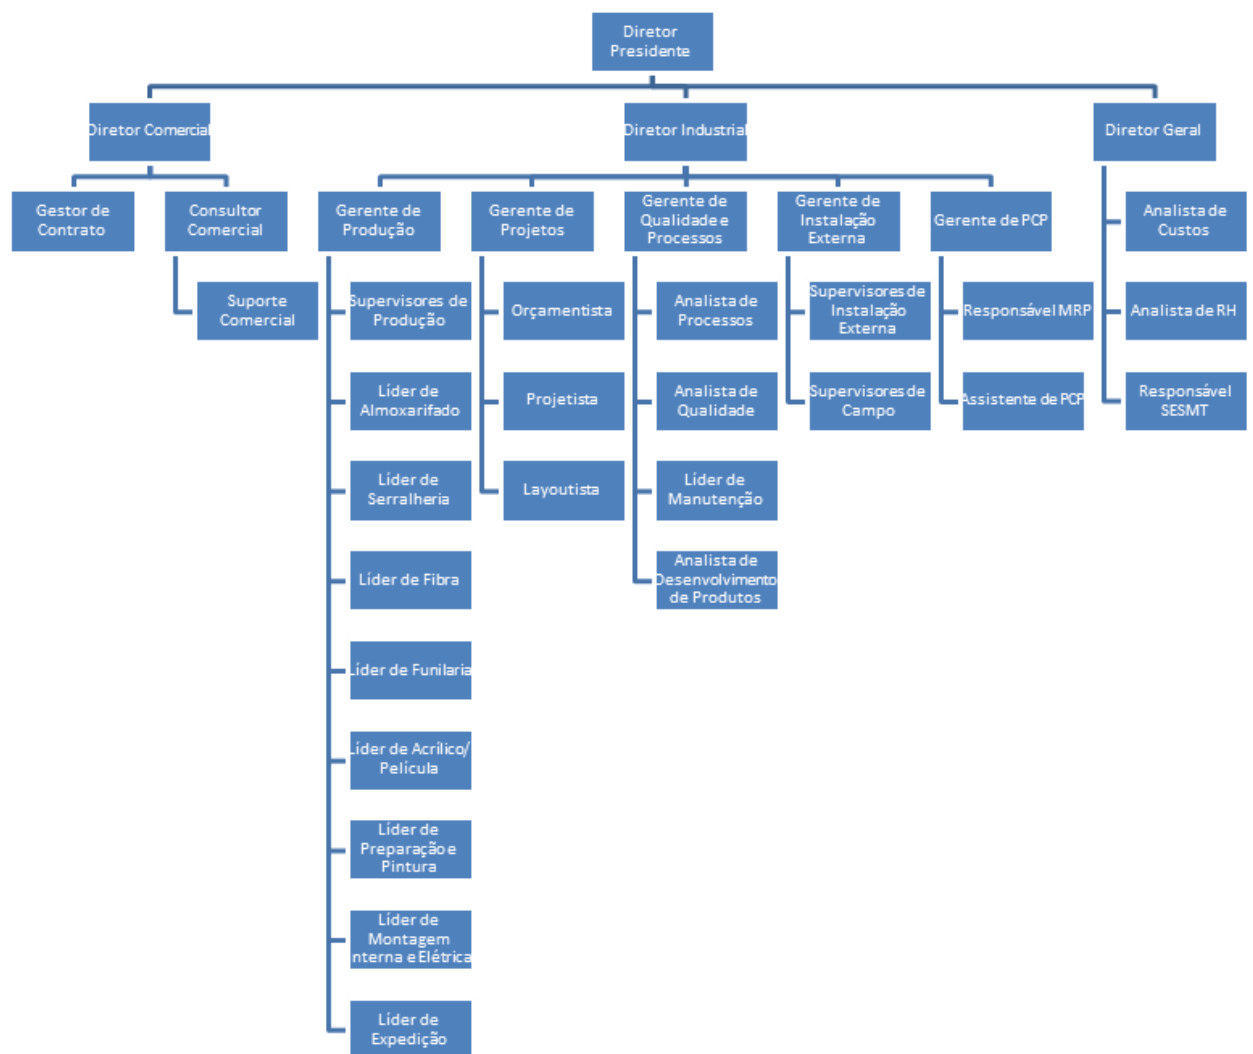 Diretor
Presidente
Diretor Comercial
Diretor Industrial
Diretor Geral
Gestor de
Contrato
Consultor
Comercial
Suporte
Comercial
Gerente de
Produção
Supervisores de
Produção
Líder de
Almoxarifado
Líder de
Serralheria
Líder de Fibra
Líder de Funilaria
Líder de Acrílico/
Película
Líder de
Preparação e
Pintura
Líder de
Montagem
Interna e Elétrica
Líder de
Expedição
Gerente de
Projetos
Orçamentista
Projetista
Layoutista
Gerente de
Qualidade e
Processos
Analista de
Processos
Analista de
Qualidade
Líder de
Manutenção
Analista de
Desenvolvimento
de Produtos
Gerente de
Instalação
Externa
Supervisores de
Instalação
Externa
Supervisores de
Campo
Gerente de PCP
Responsável MRP
Assistente de PCP
Analista de
Custos
Analista de RH
Responsável
SESMT